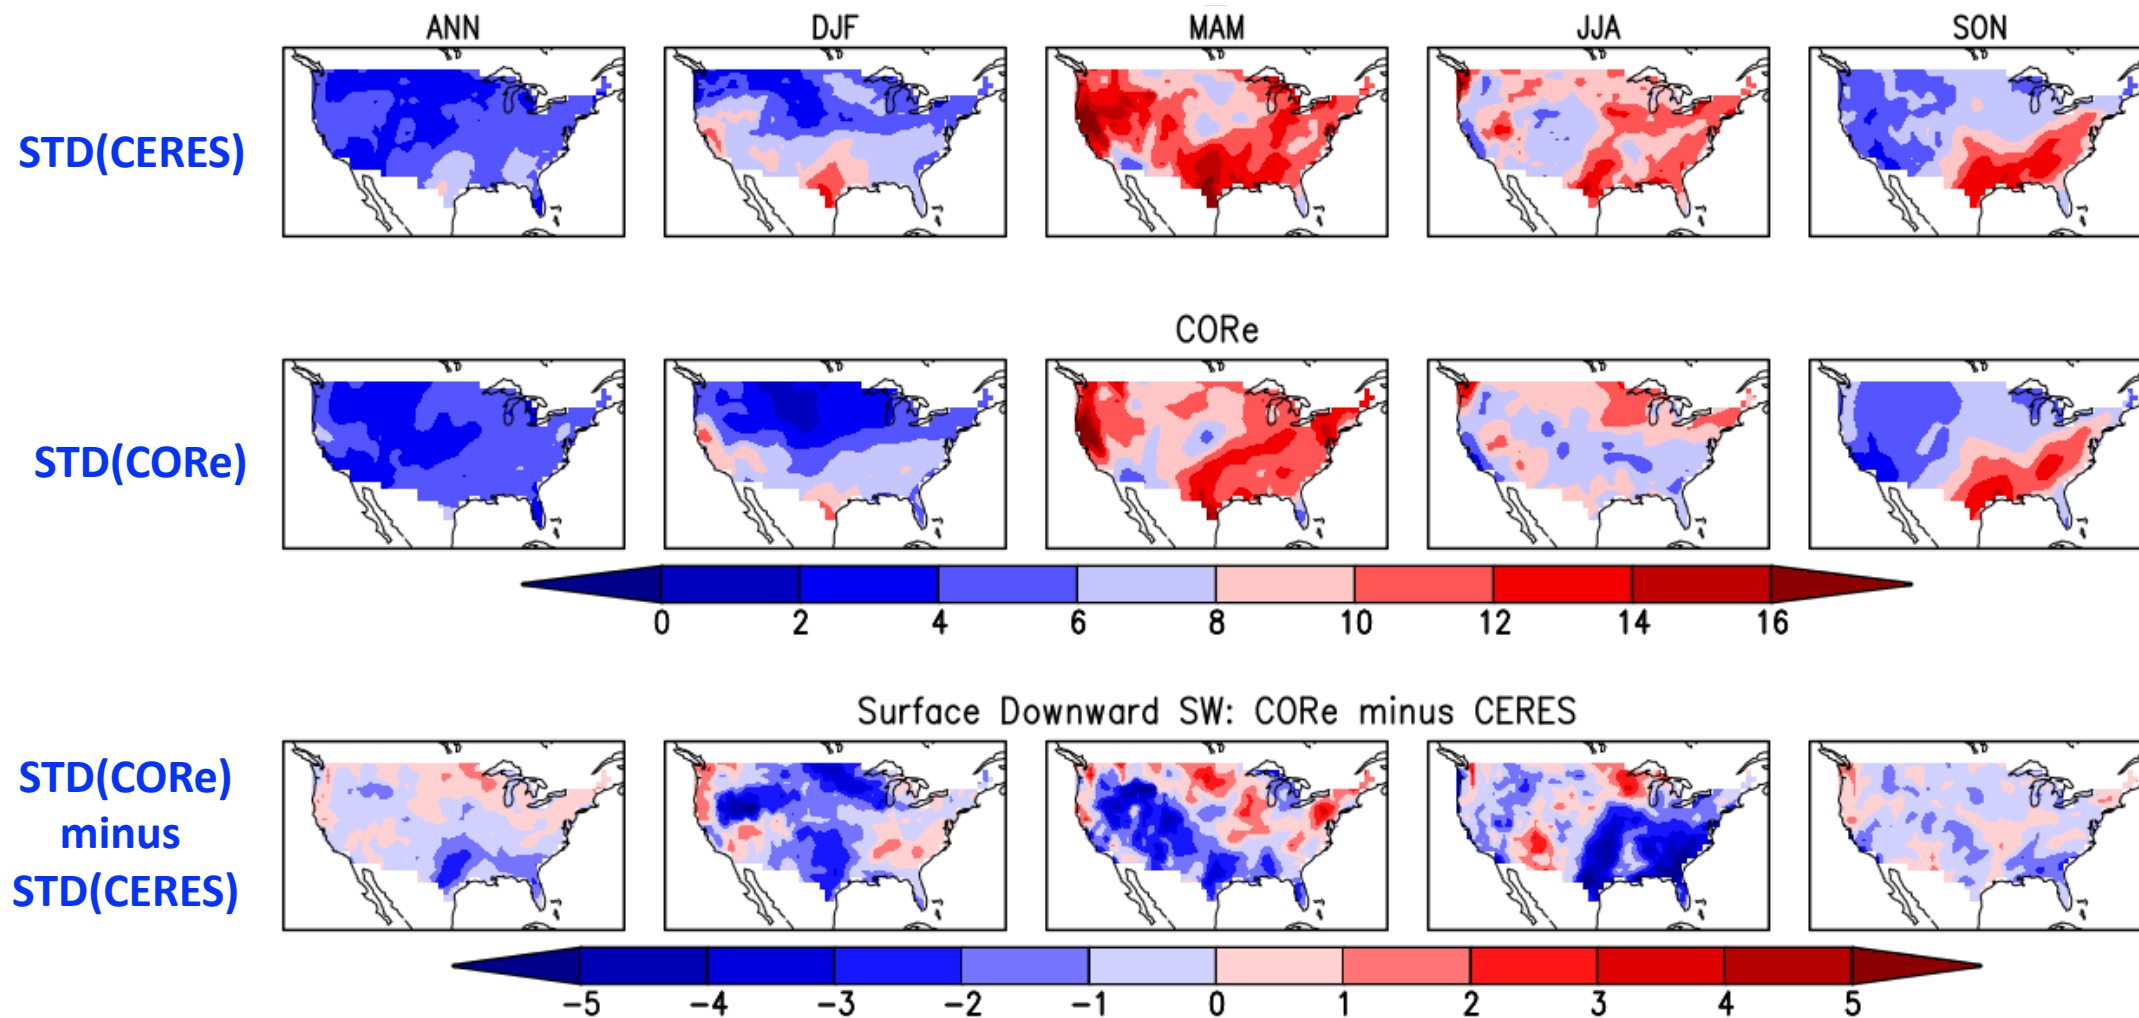 ANN DJF MAM JJA SON
STD(CERES)
CORe
STD(CORe)
0 2 4 6 8 10 12 14 16
Surface Downward SW: CORe minus CERES
STD(CORe)
minus
STD(CERES)
-5 -4 -3 -2 -1 0 1 2 3 4 5